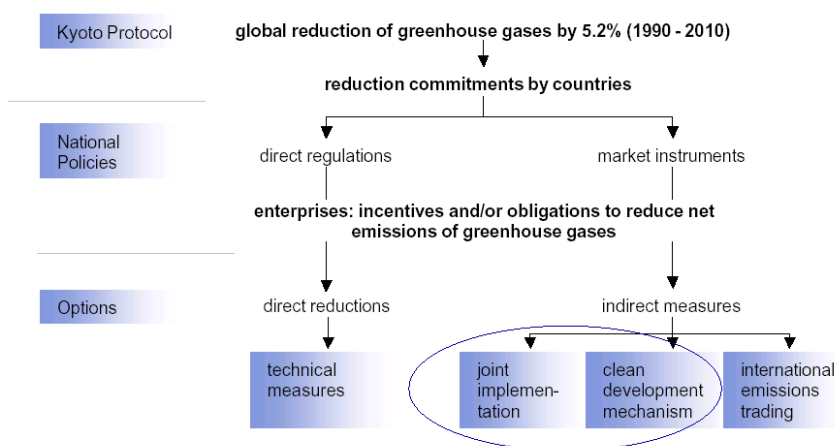 Kyoto Protocol
global reduction of greenhouse gases by 5.2% (1990 - 2010)
reduction commitments by countries
National
Policies
direct regulations
market instruments
enterprises: incentives and/or obligations to reduce net
emissions of greenhouse gases
Options
direct reductions
indirect measures
technical
measures
joint
implemen-
tation
clean
development
mechanism
international
emissions
trading